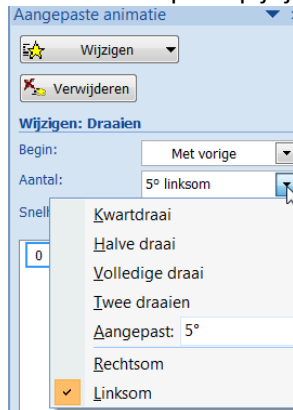 Aangepaste animatie
Wijzigen
Verwijderen
Wijzigen: Draaien
Begin:
Met vorige
Aantal:
5° linksom
Kwartdraai
Halve draai
0
Volledige draai
Twee draaien
Aangepast: 5°
Rechtsom
Linksom